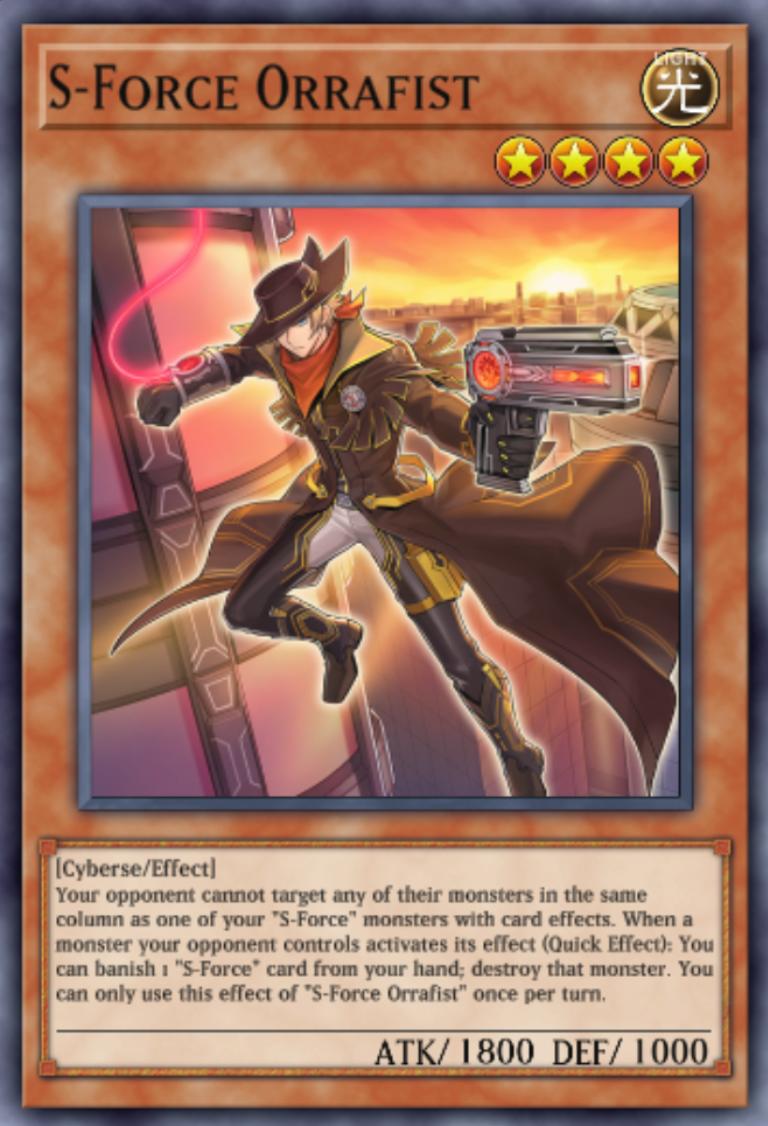 S-Force Orrafist
LIGHT
光
[Cyberse/Effect]
Your opponent cannot target any of their monsters in the same
column as one of your "S-Force" monsters with card effects. When a
monster your opponent controls activates its effect (Quick Effect): You
can banish 1 "S-Force" card from your hand; destroy that monster. You
can only use this effect of "S-Force Orrafist" once per turn.
ATK/ 1800 DEF/ 1000